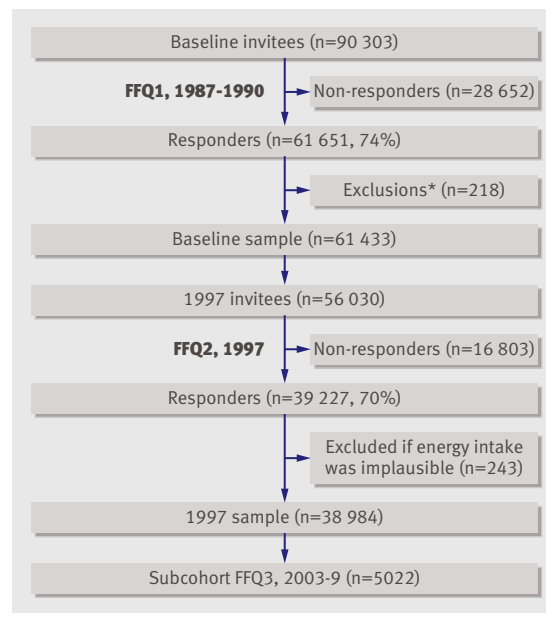 Baseline invitees (n=90 303)
FFQ1, 1987-1990
Non-responders (n=28 652)
Responders (n=61 651, 74%)
Exclusions* (n=218)
Baseline sample (n=61 433)
1997 invitees (n=56 030)
FFQ2, 1997
Non-responders (n=16 803)
Responders (n=39 227, 70%)
Excluded if energy intake
was implausible (n=243)
1997 sample (n=38 984)
Subcohort FFQ3, 2003-9 (n=5022)